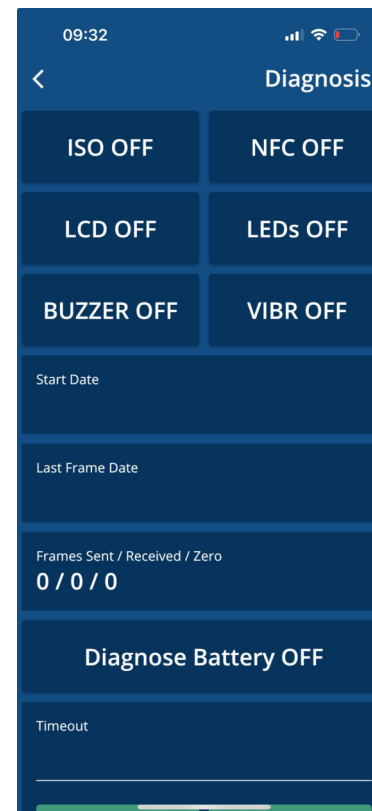 09:32
Diagnosis
ISO OFF
NFC OFF
LCD OFF
LEDs OFF
BUZZER OFF
VIBR OFF
Start Date
Last Frame Date
Frames Sent / Received / Zero
0 / 0 / 0
Diagnose Battery OFF
Timeout